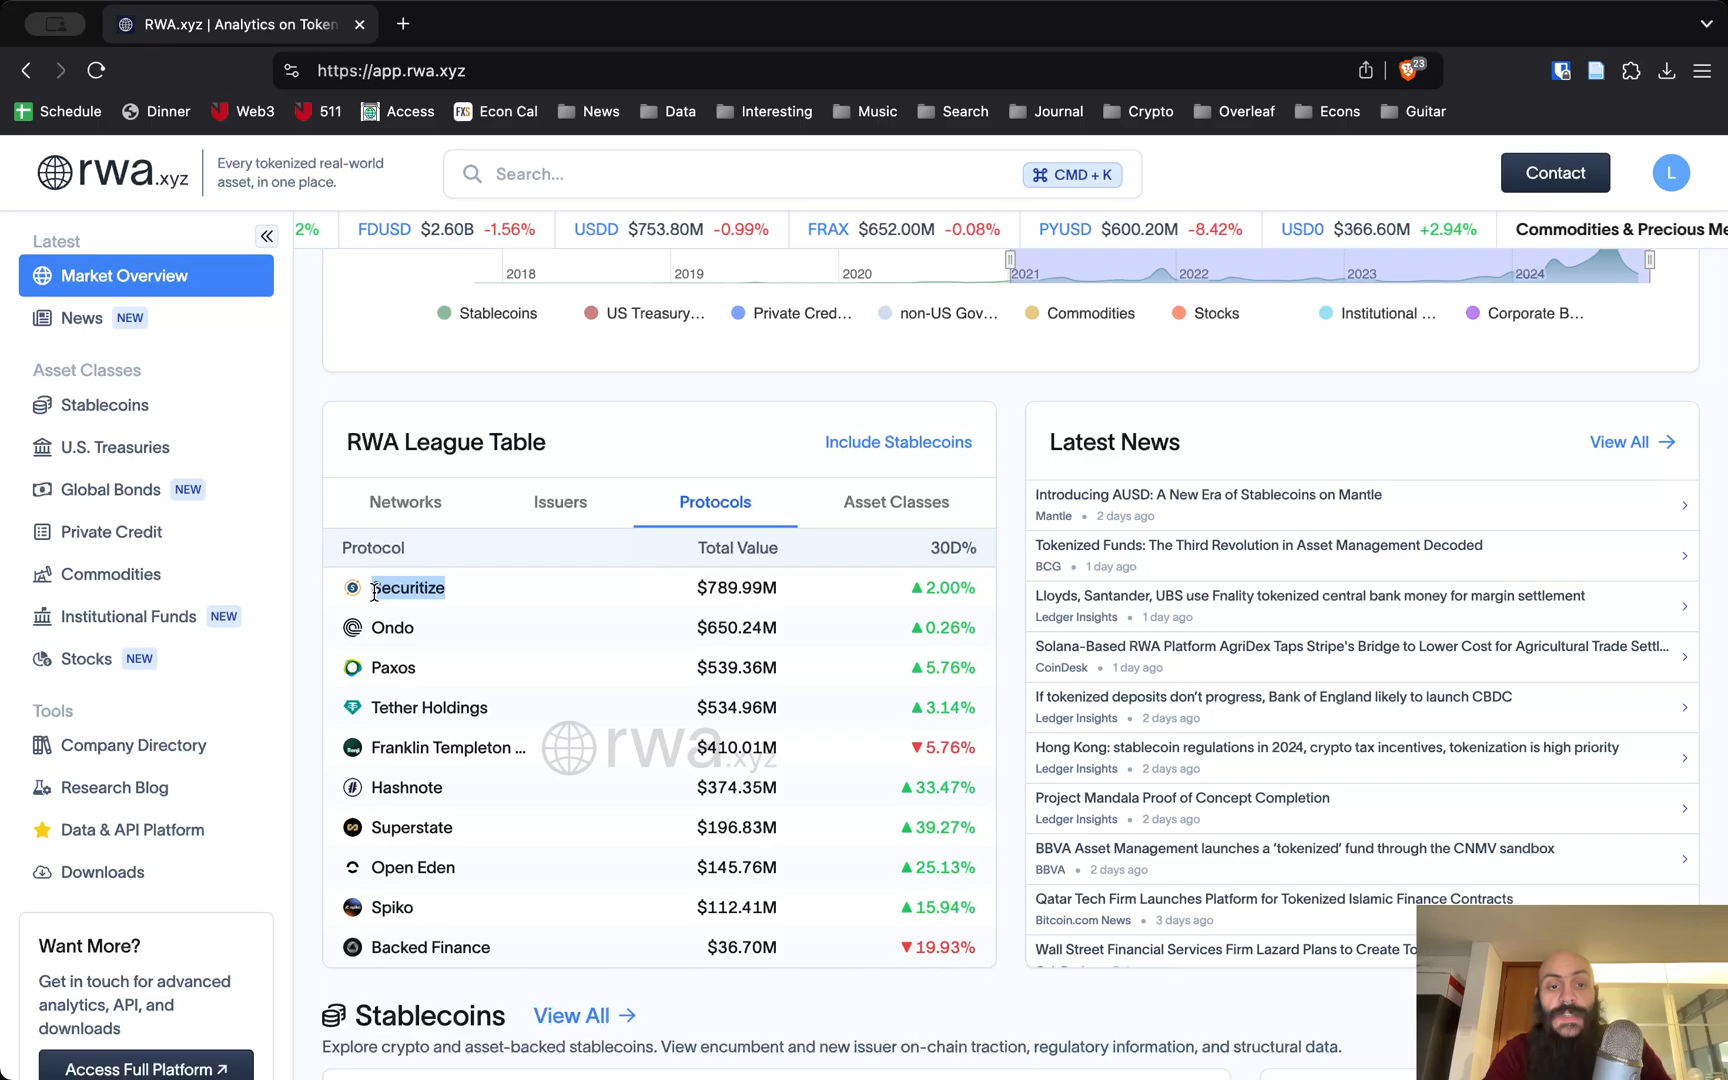 RWA.xyz | Analytics on Token
https://app.rwa.xyz
23
Schedule
Dinner
Web3
511
Access
FXS Econ Cal
News
Data
Interesting
Music
Search
Journal
Crypto
Overleaf
Econs
Guitar
rwa.xyz
Every tokenized real-world
asset, in one place.
Search...
⌘ CMD + K
Contact
L
2%
FDUSD $2.60B -1.56%
USDD $753.80M -0.99%
FRAX $652.00M -0.08%
PYUSD $600.20M -8.42%
USD0 $366.60M +2.94%
Commodities & Precious Me
Latest
Market Overview
News NEW
Asset Classes
Stablecoins
U.S. Treasuries
Global Bonds NEW
Private Credit
Commodities
Institutional Funds NEW
Stocks NEW
Tools
Company Directory
Research Blog
Data & API Platform
Downloads
Want More?
Get in touch for advanced
analytics, API, and
downloads
Access Full Platform ↗
2018 2019 2020 2021 2022 2023 2024
Stablecoins
US Treasury...
Private Cred...
non-US Gov...
Commodities
Stocks
Institutional ...
Corporate B...
RWA League Table
Include Stablecoins
Networks Issuers Protocols Asset Classes
Protocol Total Value 30D%
Securitize $789.99M ▲2.00%
Ondo $650.24M ▲0.26%
Paxos $539.36M ▲5.76%
Tether Holdings $534.96M ▲3.14%
Franklin Templeton ... $410.01M ▼5.76%
Hashnote $374.35M ▲33.47%
Superstate $196.83M ▲39.27%
Open Eden $145.76M ▲25.13%
Spiko $112.41M ▲15.94%
Backed Finance $36.70M ▼19.93%
rwa.xyz
Latest News
View All →
Introducing AUSD: A New Era of Stablecoins on Mantle
Mantle • 2 days ago
Tokenized Funds: The Third Revolution in Asset Management Decoded
BCG • 1 day ago
Lloyds, Santander, UBS use Fnality tokenized central bank money for margin settlement
Ledger Insights • 1 day ago
Solana-Based RWA Platform AgriDex Taps Stripe's Bridge to Lower Cost for Agricultural Trade Settl...
CoinDesk • 1 day ago
If tokenized deposits don't progress, Bank of England likely to launch CBDC
Ledger Insights • 2 days ago
Hong Kong: stablecoin regulations in 2024, crypto tax incentives, tokenization is high priority
Ledger Insights • 2 days ago
Project Mandala Proof of Concept Completion
Ledger Insights • 2 days ago
BBVA Asset Management launches a 'tokenized' fund through the CNMV sandbox
BBVA • 2 days ago
Qatar Tech Firm Launches Platform for Tokenized Islamic Finance Contracts
Bitcoin.com News • 3 days ago
Wall Street Financial Services Firm Lazard Plans to Create To
Stablecoins
View All →
Explore crypto and asset-backed stablecoins. View encumbent and new issuer on-chain traction, regulatory information, and structural data.